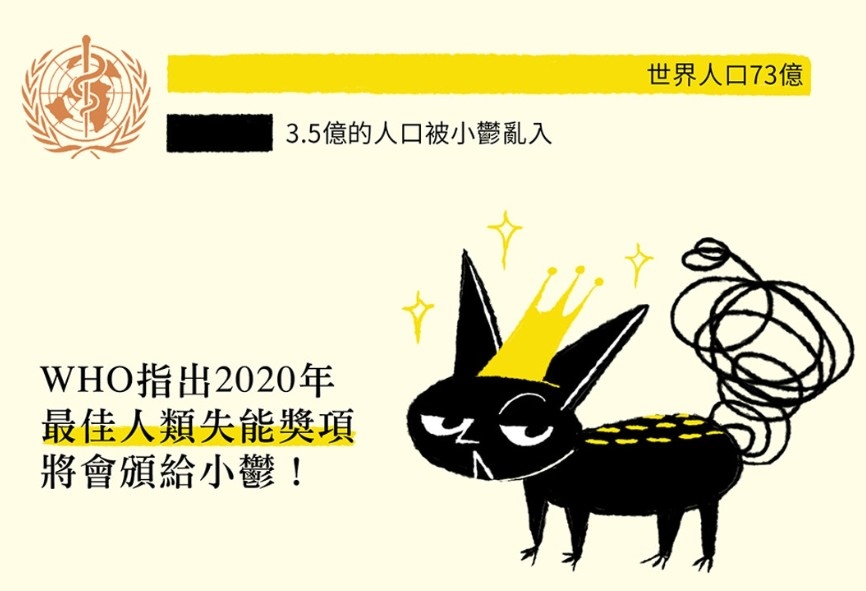 世界人口73億
3.5億的人口被小鬱亂入
WHO指出2020年
最佳人類失能獎項
將會頒給小鬱！